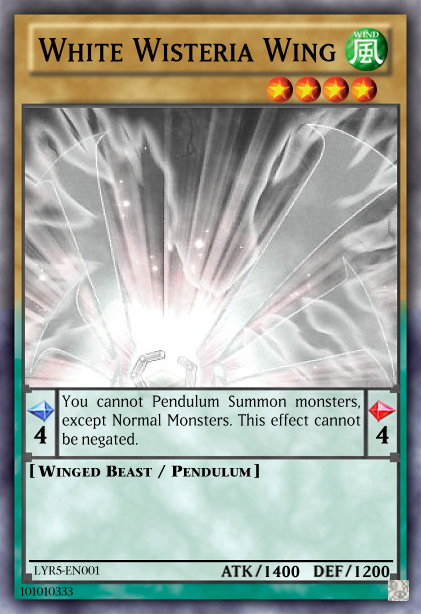 White Wisteria Wing
WIND
風
4 4
You cannot Pendulum Summon monsters,
except Normal Monsters. This effect cannot
be negated.
[ Winged Beast / Pendulum ]
LYR5-EN001 ATK/1400 DEF/1200
101010333